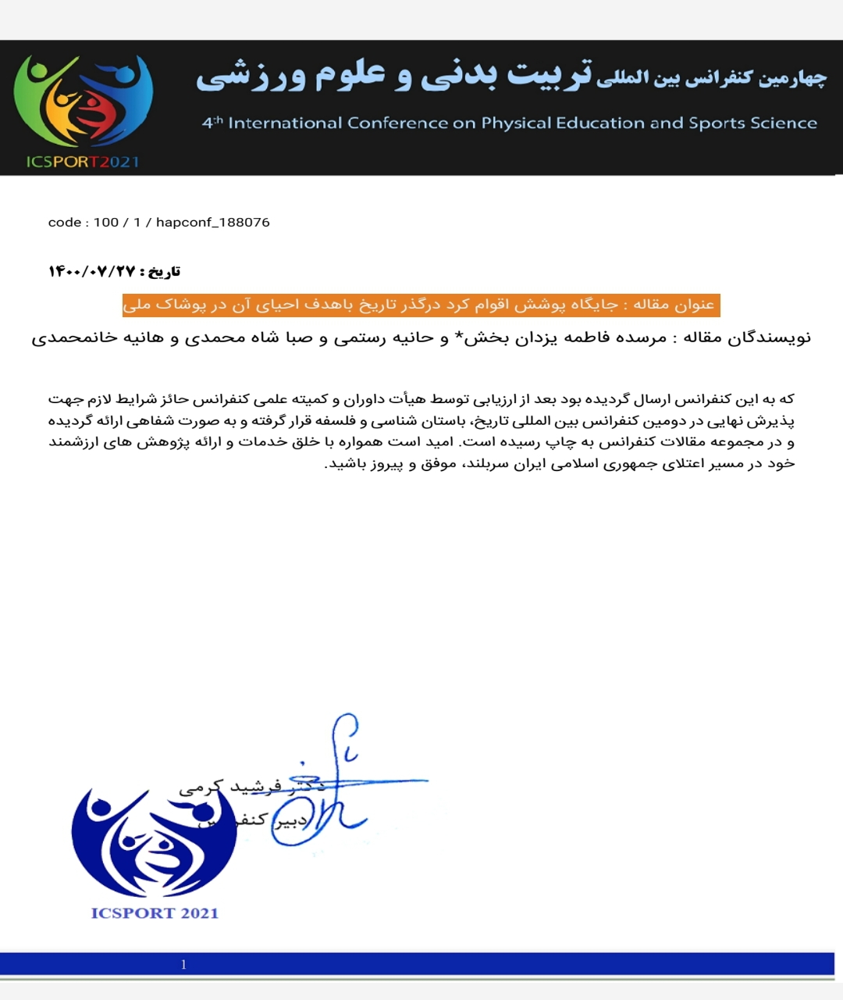 چهارمین کنفرانس بین المللی تربیت بدنی و علوم ورزشی
4th International Conference on Physical Education and Sports Science
ICSPORT2021
code : 100 / 1 / hapconf_188076
تاریخ : ۱۴۰۰/۰۷/۲۷
عنوان مقاله : جایگاه پوشش اقوام کرد درگذر تاریخ باهدف احیای آن در پوشاک ملی
نویسندگان مقاله : مرسده فاطمه یزدان بخش* و حانیه رستمی و صبا شاه محمدی و هانیه خانمحمدی
که به این کنفرانس ارسال گردیده بود بعد از ارزیابی توسط هیأت داوران و کمیته علمی کنفرانس حائز شرایط لازم جهت
پذیرش نهایی در دومین کنفرانس بین المللی تاریخ، باستان شناسی و فلسفه قرار گرفته و به صورت شفاهی ارائه گردیده
و در مجموعه مقالات کنفرانس به چاپ رسیده است. امید است همواره با خلق خدمات و ارائه پژوهش های ارزشمند
خود در مسیر اعتلای جمهوری اسلامی ایران سربلند، موفق و پیروز باشید.
دکتر فرشید کرمی
دبیر کنفرانس
ICSPORT 2021
1